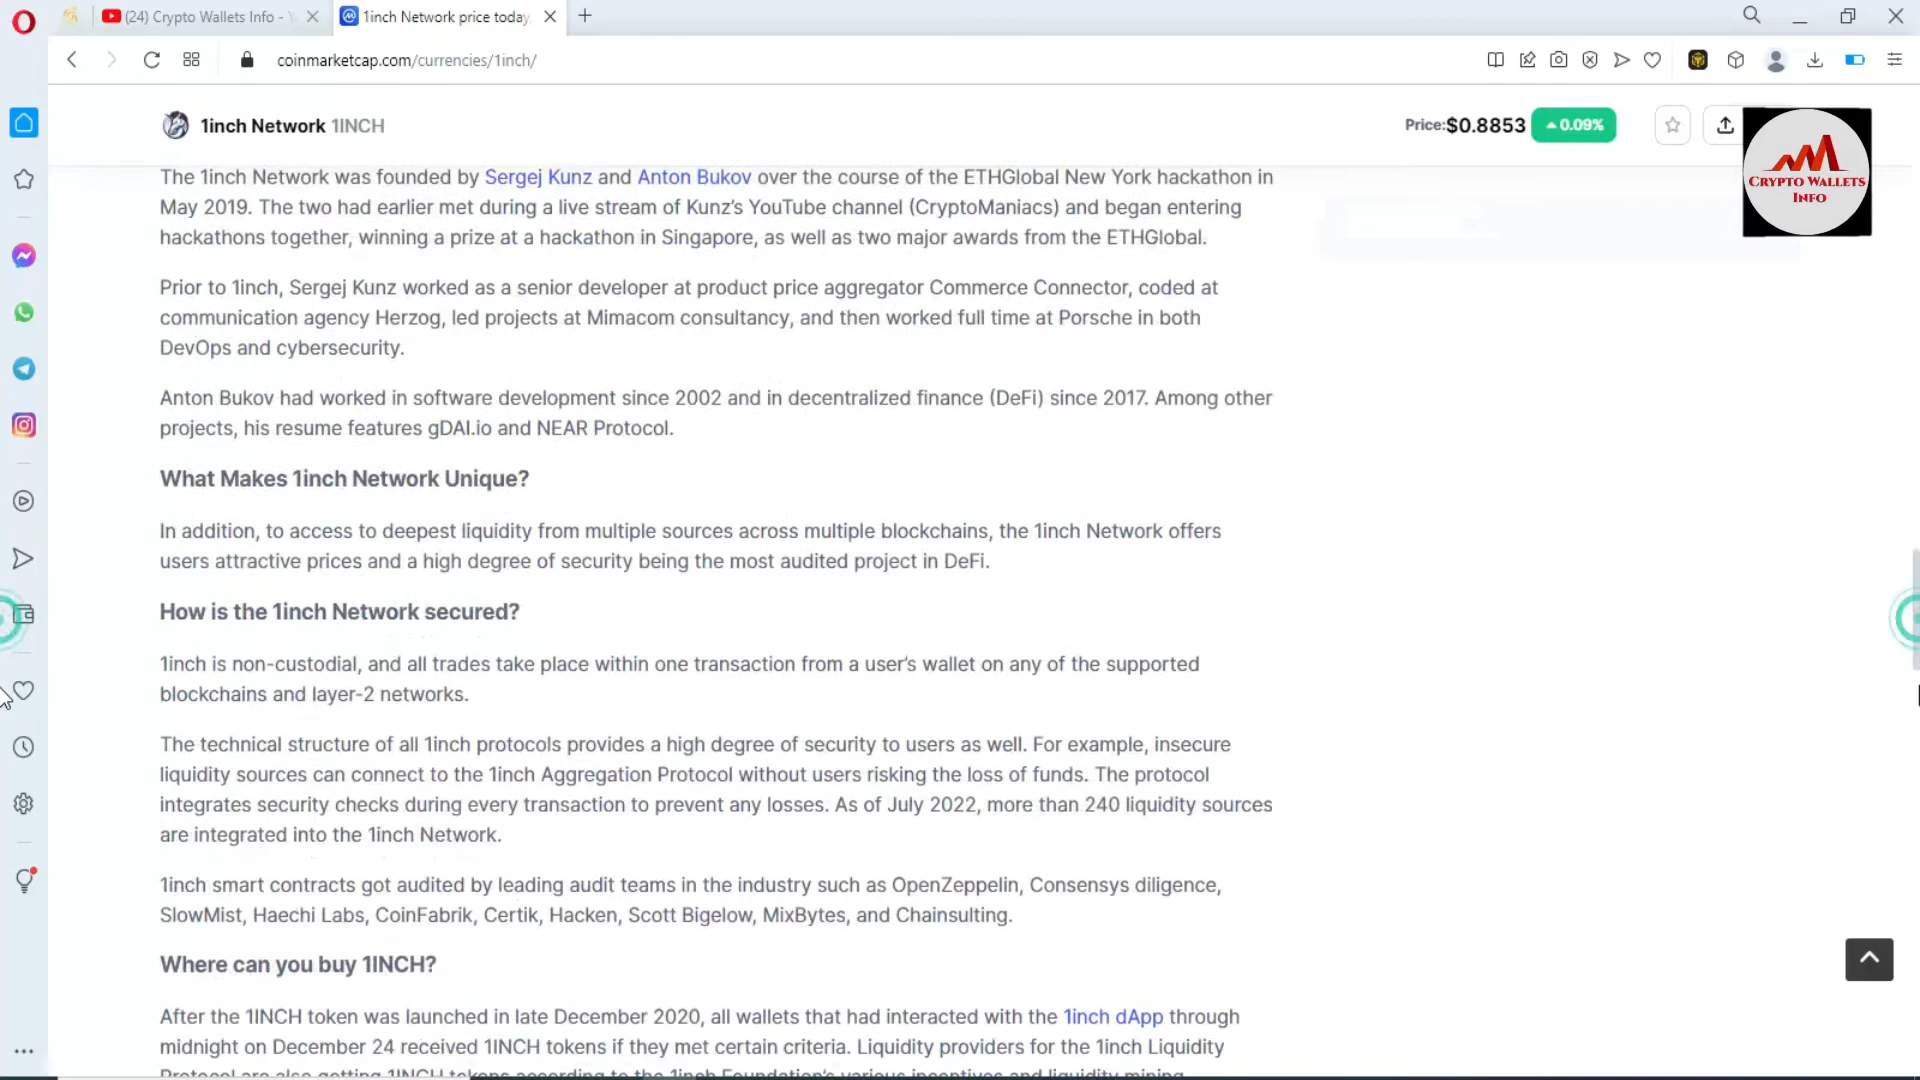 (24) Crypto Wallets Info -
1inch Network price today
coinmarketcap.com/currencies/1inch/
1inch Network 1INCH
Price:$0.8853 0.09%
CRYPTO WALLETS
INFO
The 1inch Network was founded by Sergej Kunz and Anton Bukov over the course of the ETHGlobal New York hackathon in
May 2019. The two had earlier met during a live stream of Kunz's YouTube channel (CryptoManiacs) and began entering
hackathons together, winning a prize at a hackathon in Singapore, as well as two major awards from the ETHGlobal.
Prior to 1inch, Sergej Kunz worked as a senior developer at product price aggregator Commerce Connector, coded at
communication agency Herzog, led projects at Mimacom consultancy, and then worked full time at Porsche in both
DevOps and cybersecurity.
Anton Bukov had worked in software development since 2002 and in decentralized finance (DeFi) since 2017. Among other
projects, his resume features gDAI.io and NEAR Protocol.
What Makes 1inch Network Unique?
In addition, to access to deepest liquidity from multiple sources across multiple blockchains, the 1inch Network offers
users attractive prices and a high degree of security being the most audited project in DeFi.
How is the 1inch Network secured?
1inch is non-custodial, and all trades take place within one transaction from a user's wallet on any of the supported
blockchains and layer-2 networks.
The technical structure of all 1inch protocols provides a high degree of security to users as well. For example, insecure
liquidity sources can connect to the 1inch Aggregation Protocol without users risking the loss of funds. The protocol
integrates security checks during every transaction to prevent any losses. As of July 2022, more than 240 liquidity sources
are integrated into the 1inch Network.
1inch smart contracts got audited by leading audit teams in the industry such as OpenZeppelin, Consensys diligence,
SlowMist, Haechi Labs, CoinFabrik, Certik, Hacken, Scott Bigelow, MixBytes, and Chainsulting.
Where can you buy 1INCH?
After the 1INCH token was launched in late December 2020, all wallets that had interacted with the 1inch dApp through
midnight on December 24 received 1INCH tokens if they met certain criteria. Liquidity providers for the 1inch Liquidity
Protocol are also getting 1INCH tokens according to the 1inch Foundation's various incentives and liquidity mining